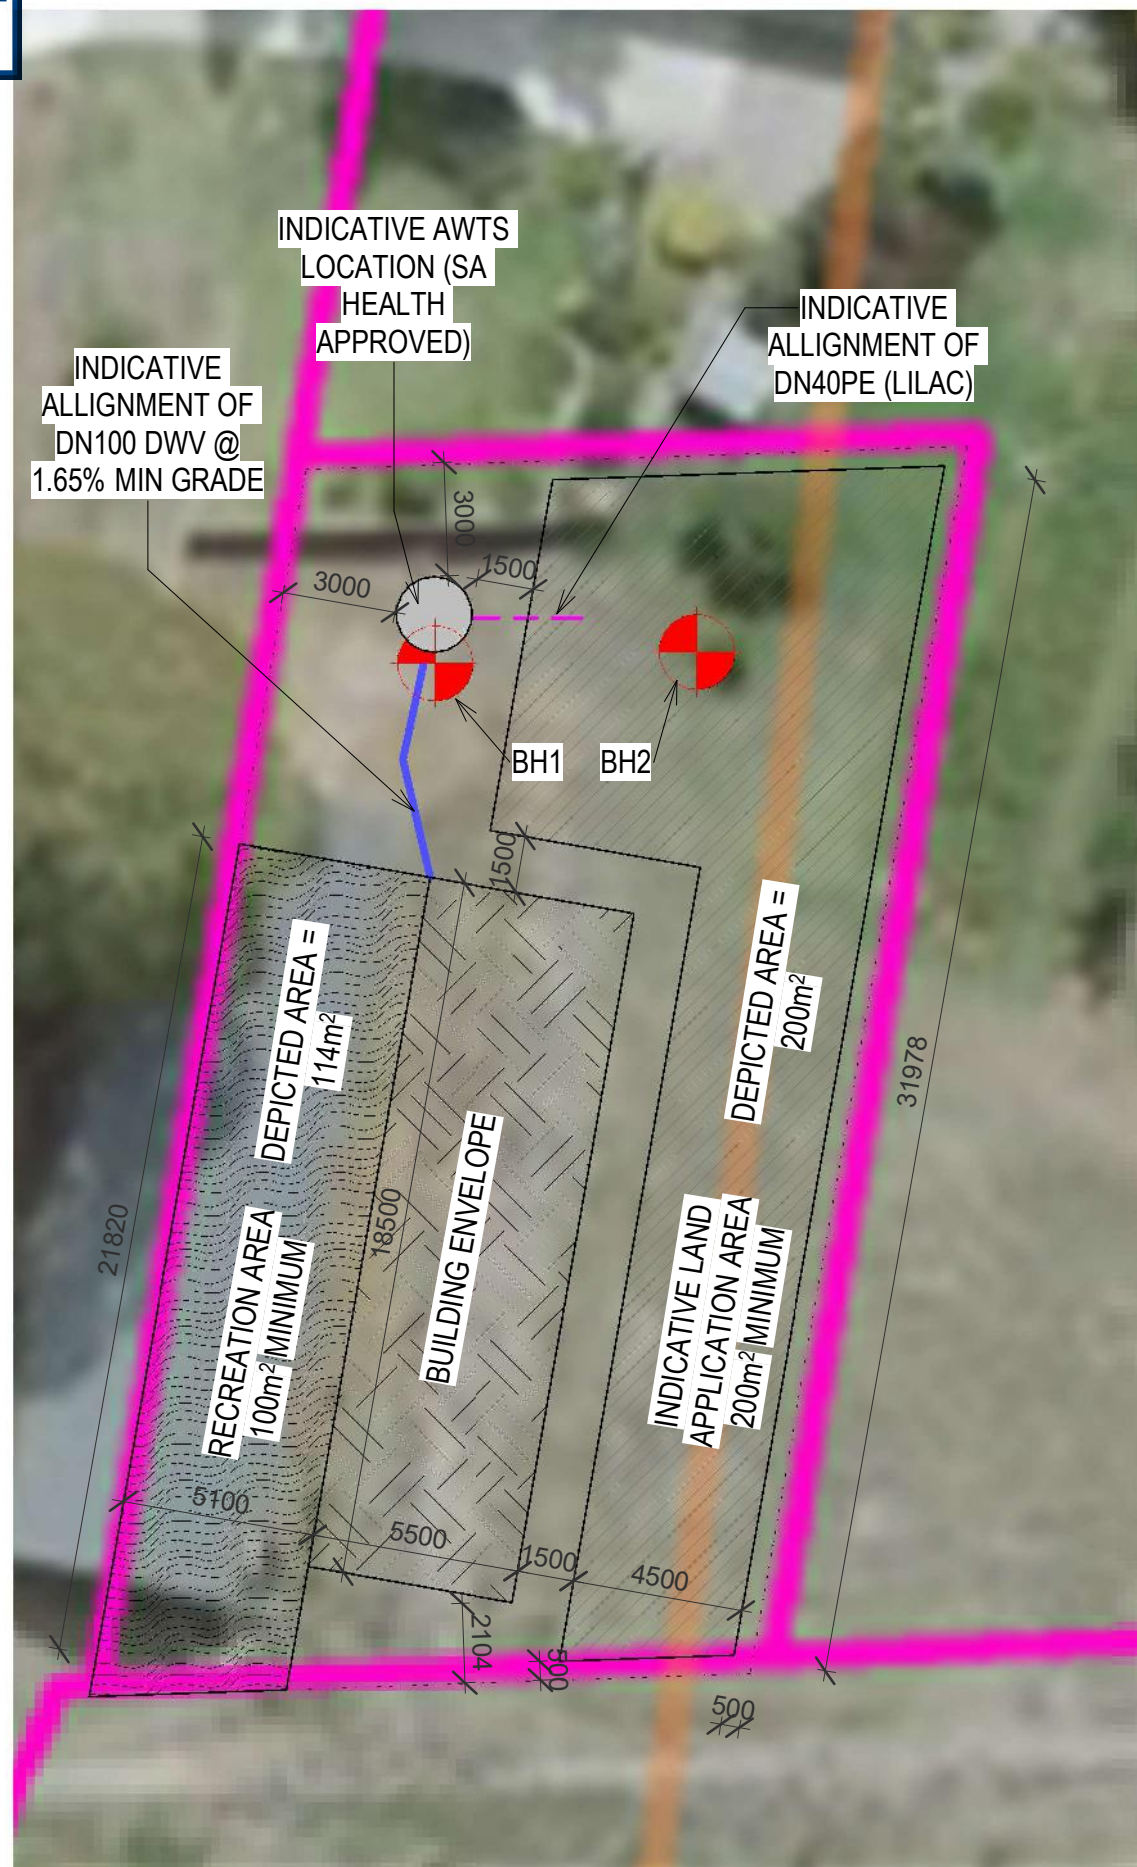 INDICATIVE AWTS
LOCATION (SA
HEALTH
APPROVED)
INDICATIVE
ALLIGNMENT OF
DN40PE (LILAC)
INDICATIVE
ALLIGNMENT OF
DN100 DWV @
1.65% MIN GRADE
3000
1500
3000
BH1
BH2
1500
DEPICTED AREA =
114m²
DEPICTED AREA =
200m²
31978
21820
18500
RECREATION AREA
100m² MINIMUM
BUILDING ENVELOPE
INDICATIVE LAND
APPLICATION AREA
200m² MINIMUM
5100
5500
1500
4500
2104
500
500